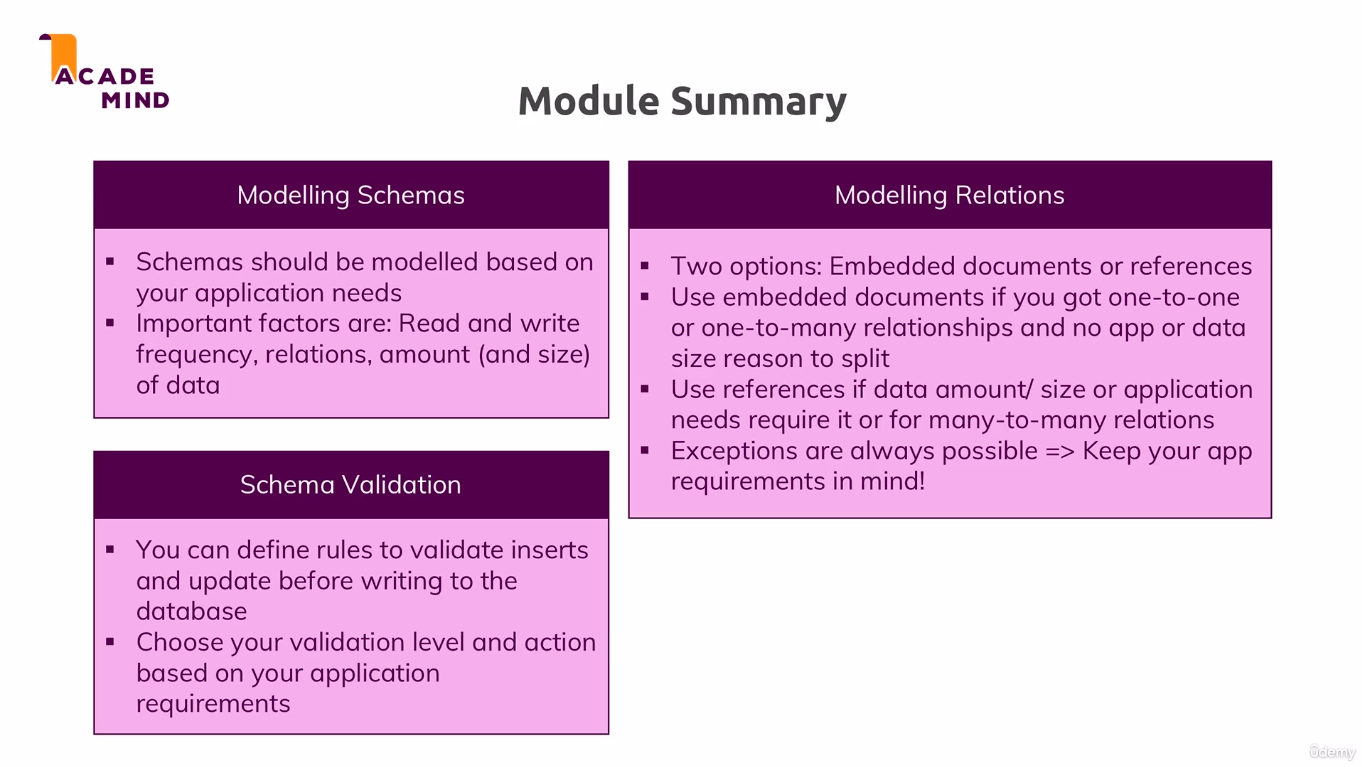 ACADE
MIND
Module Summary
Modelling Schemas
▪ Schemas should be modelled based on
your application needs
▪ Important factors are: Read and write
frequency, relations, amount (and size)
of data
Schema Validation
▪ You can define rules to validate inserts
and update before writing to the
database
▪ Choose your validation level and action
based on your application
requirements
Modelling Relations
▪ Two options: Embedded documents or references
▪ Use embedded documents if you got one-to-one
or one-to-many relationships and no app or data
size reason to split
▪ Use references if data amount/ size or application
needs require it or for many-to-many relations
▪ Exceptions are always possible => Keep your app
requirements in mind!
ûdemy